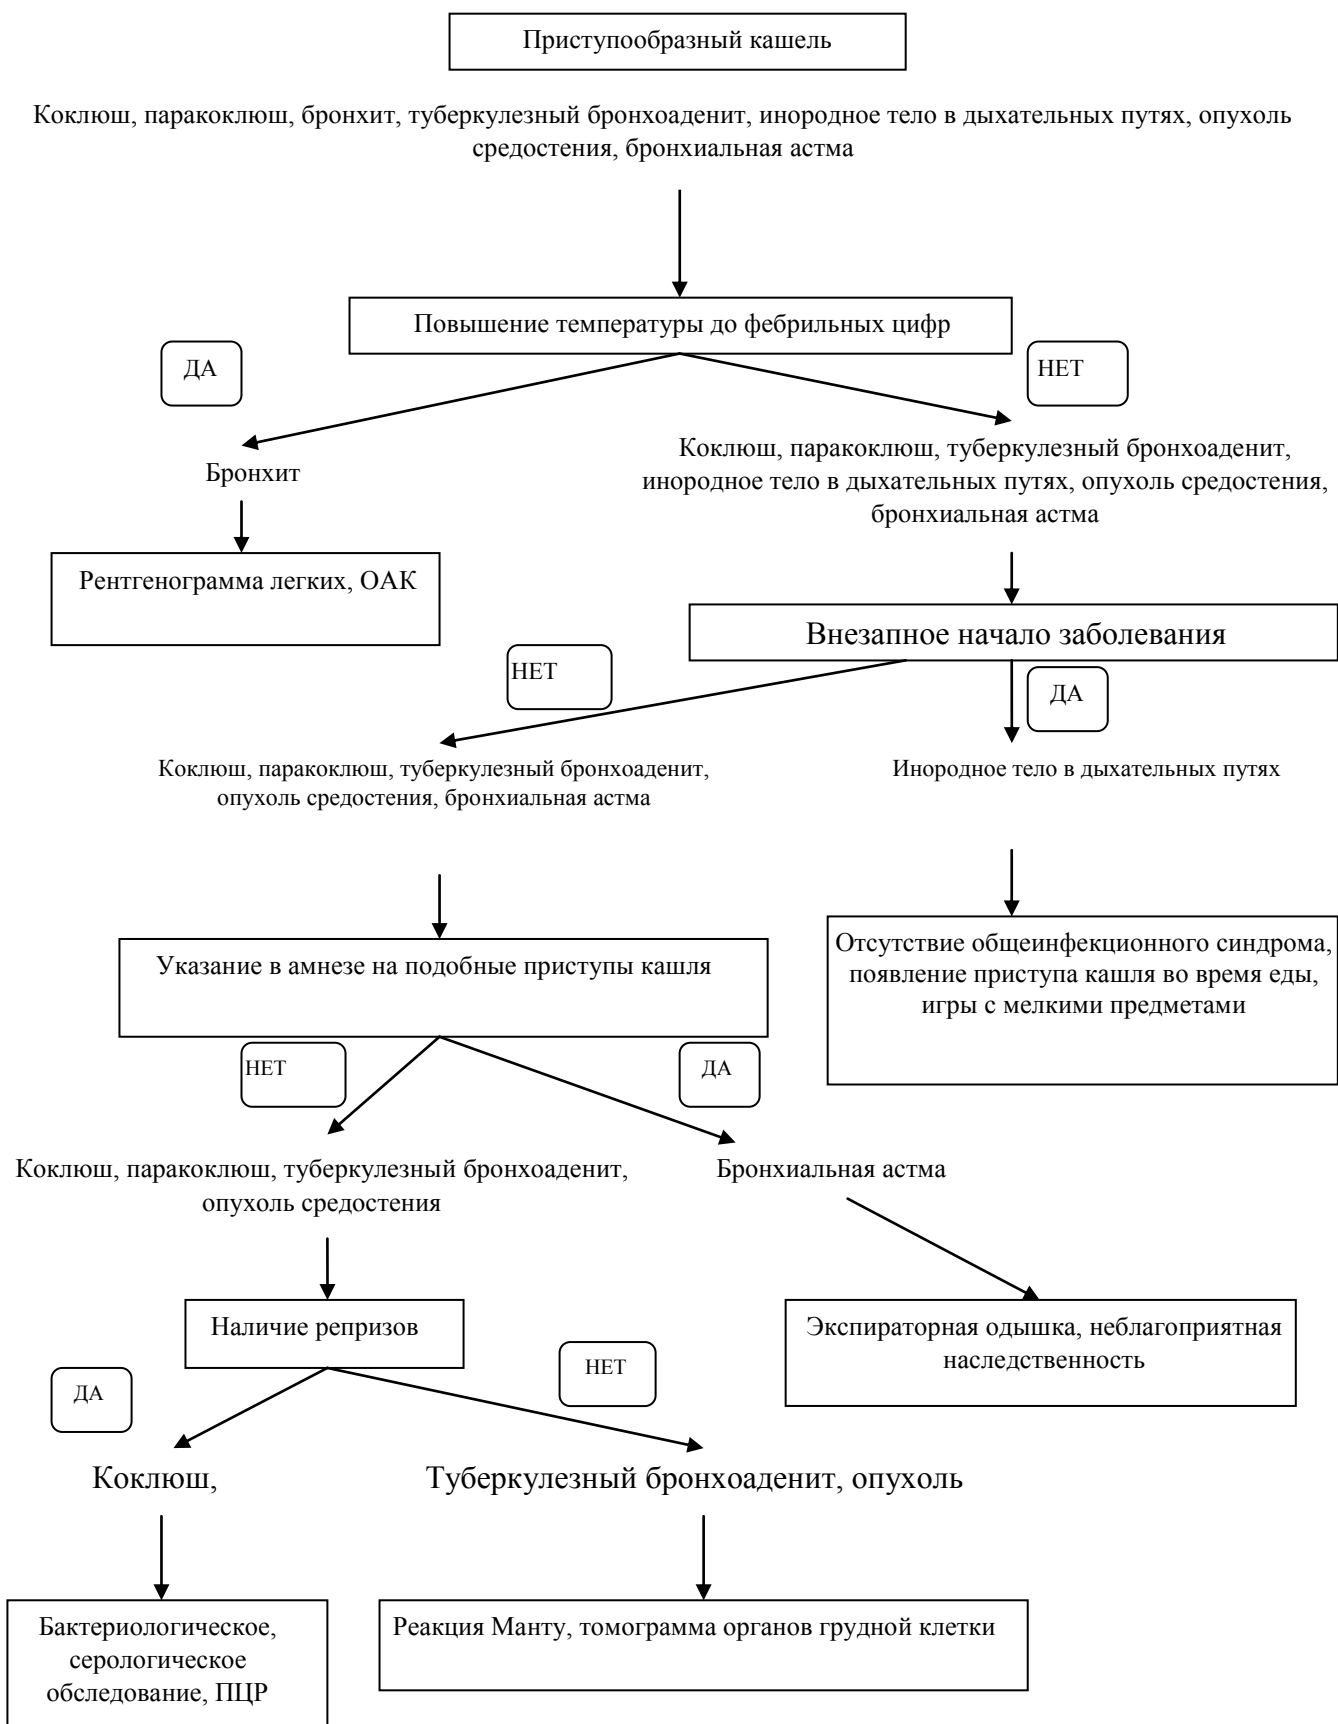 Приступообразный кашель
Коклюш, паракоклюш, бронхит, туберкулезный бронхоаденит, инородное тело в дыхательных путях, опухоль
средостения, бронхиальная астма
Повышение температуры до фебрильных цифр
ДА
НЕТ
Бронхит
Коклюш, паракоклюш, туберкулезный бронхоаденит,
инородное тело в дыхательных путях, опухоль средостения,
бронхиальная астма
Рентгенограмма легких, ОАК
Внезапное начало заболевания
НЕТ
ДА
Коклюш, паракоклюш, туберкулезный бронхоаденит,
опухоль средостения, бронхиальная астма
Инородное тело в дыхательных путях
Указание в амнезе на подобные приступы кашля
Отсутствие общеинфекционного синдрома,
появление приступа кашля во время еды,
игры с мелкими предметами
НЕТ
ДА
Коклюш, паракоклюш, туберкулезный бронхоаденит,
опухоль средостения
Бронхиальная астма
Наличие репризов
Экспираторная одышка, неблагоприятная
наследственность
ДА
НЕТ
Коклюш,
Туберкулезный бронхоаденит, опухоль
Бактериологическое,
серологическое
обследование, ПЦР
Реакция Манту, томограмма органов грудной клетки